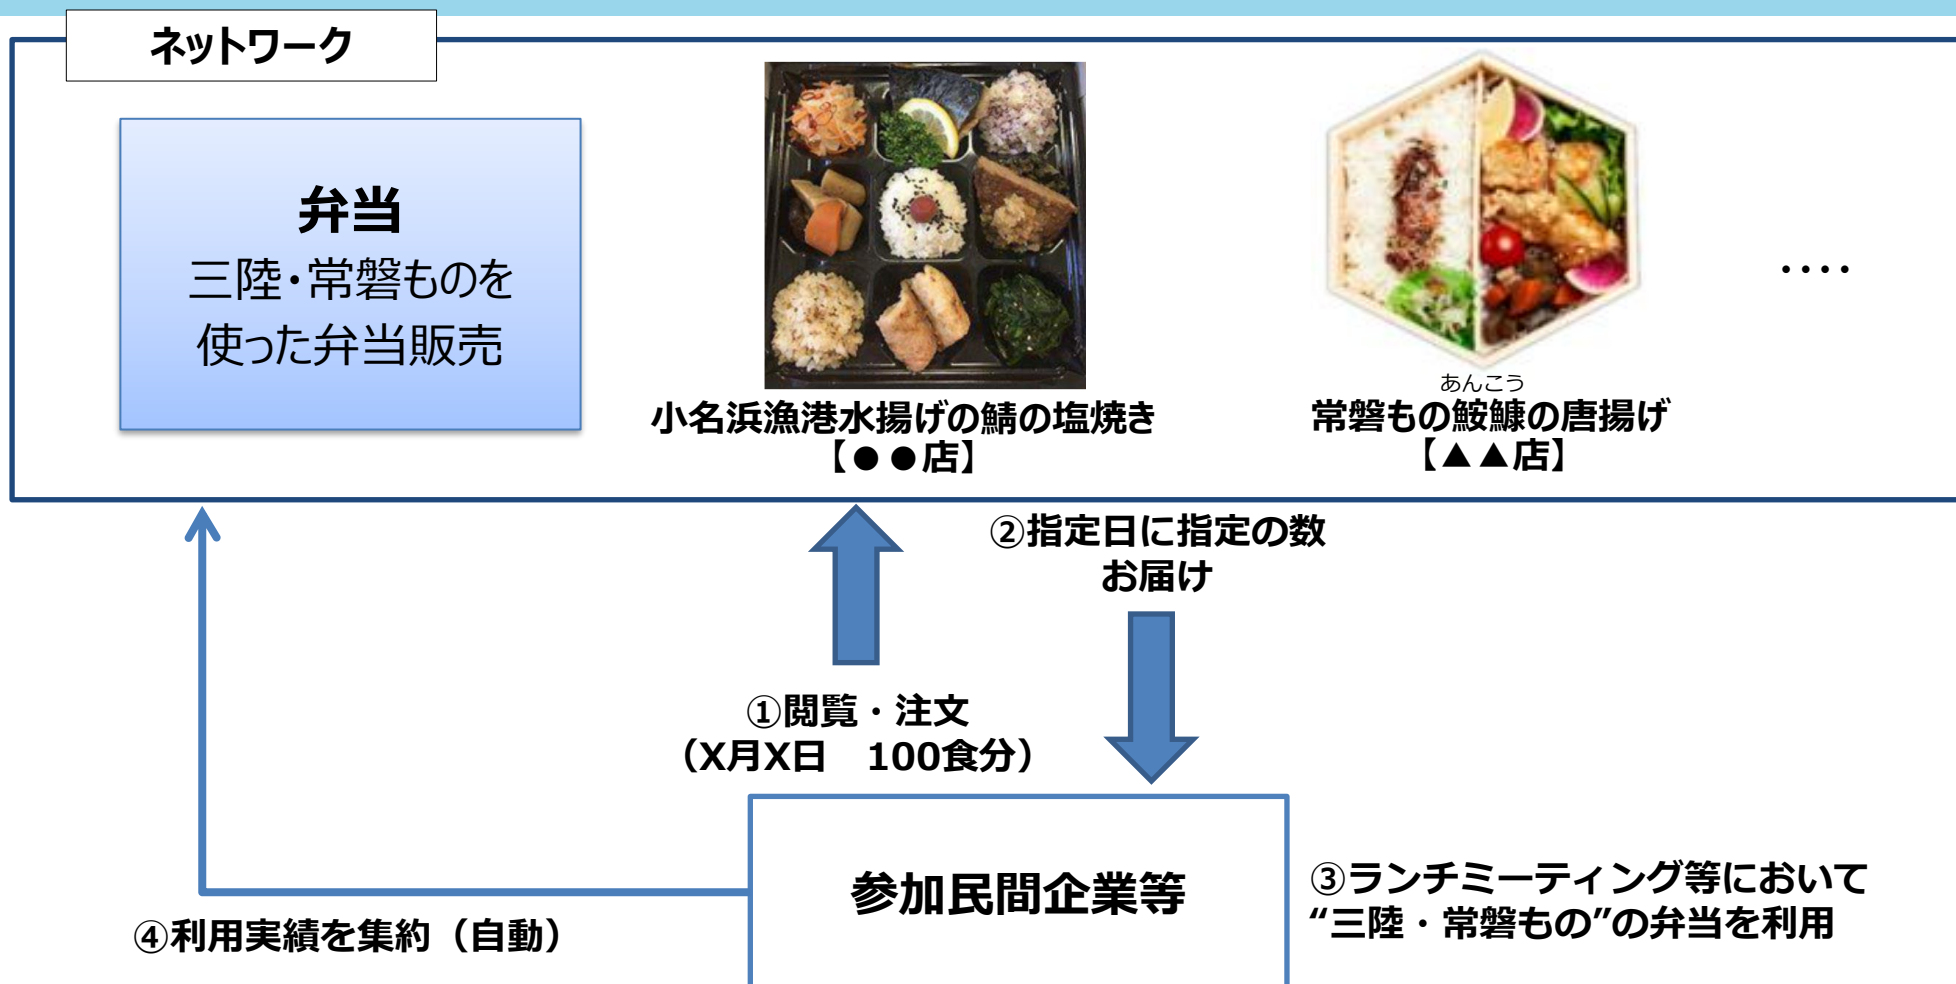 ネットワーク
弁当
三陸・常磐ものを
使った弁当販売
小名浜漁港水揚げの鯖の塩焼き
【●●店】
あんこう
常磐もの鮟鱇の唐揚げ
【▲▲店】
....
②指定日に指定の数
お届け
①閲覧・注文
（X月X日　100食分）
参加民間企業等
③ランチミーティング等において
“三陸・常磐もの”の弁当を利用
④利用実績を集約（自動）